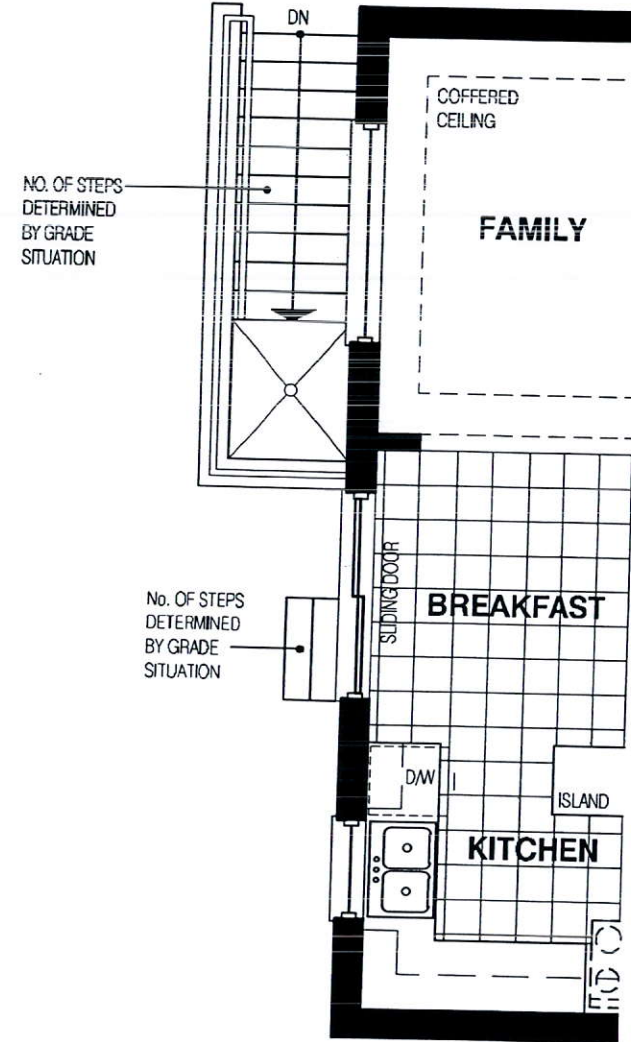 DN
COFFERED
CEILING
NO. OF STEPS
DETERMINED
BY GRADE
SITUATION
FAMILY
SLIDING DOOR
BREAKFAST
No. OF STEPS
DETERMINED
BY GRADE
SITUATION
D/W
ISLAND
KITCHEN